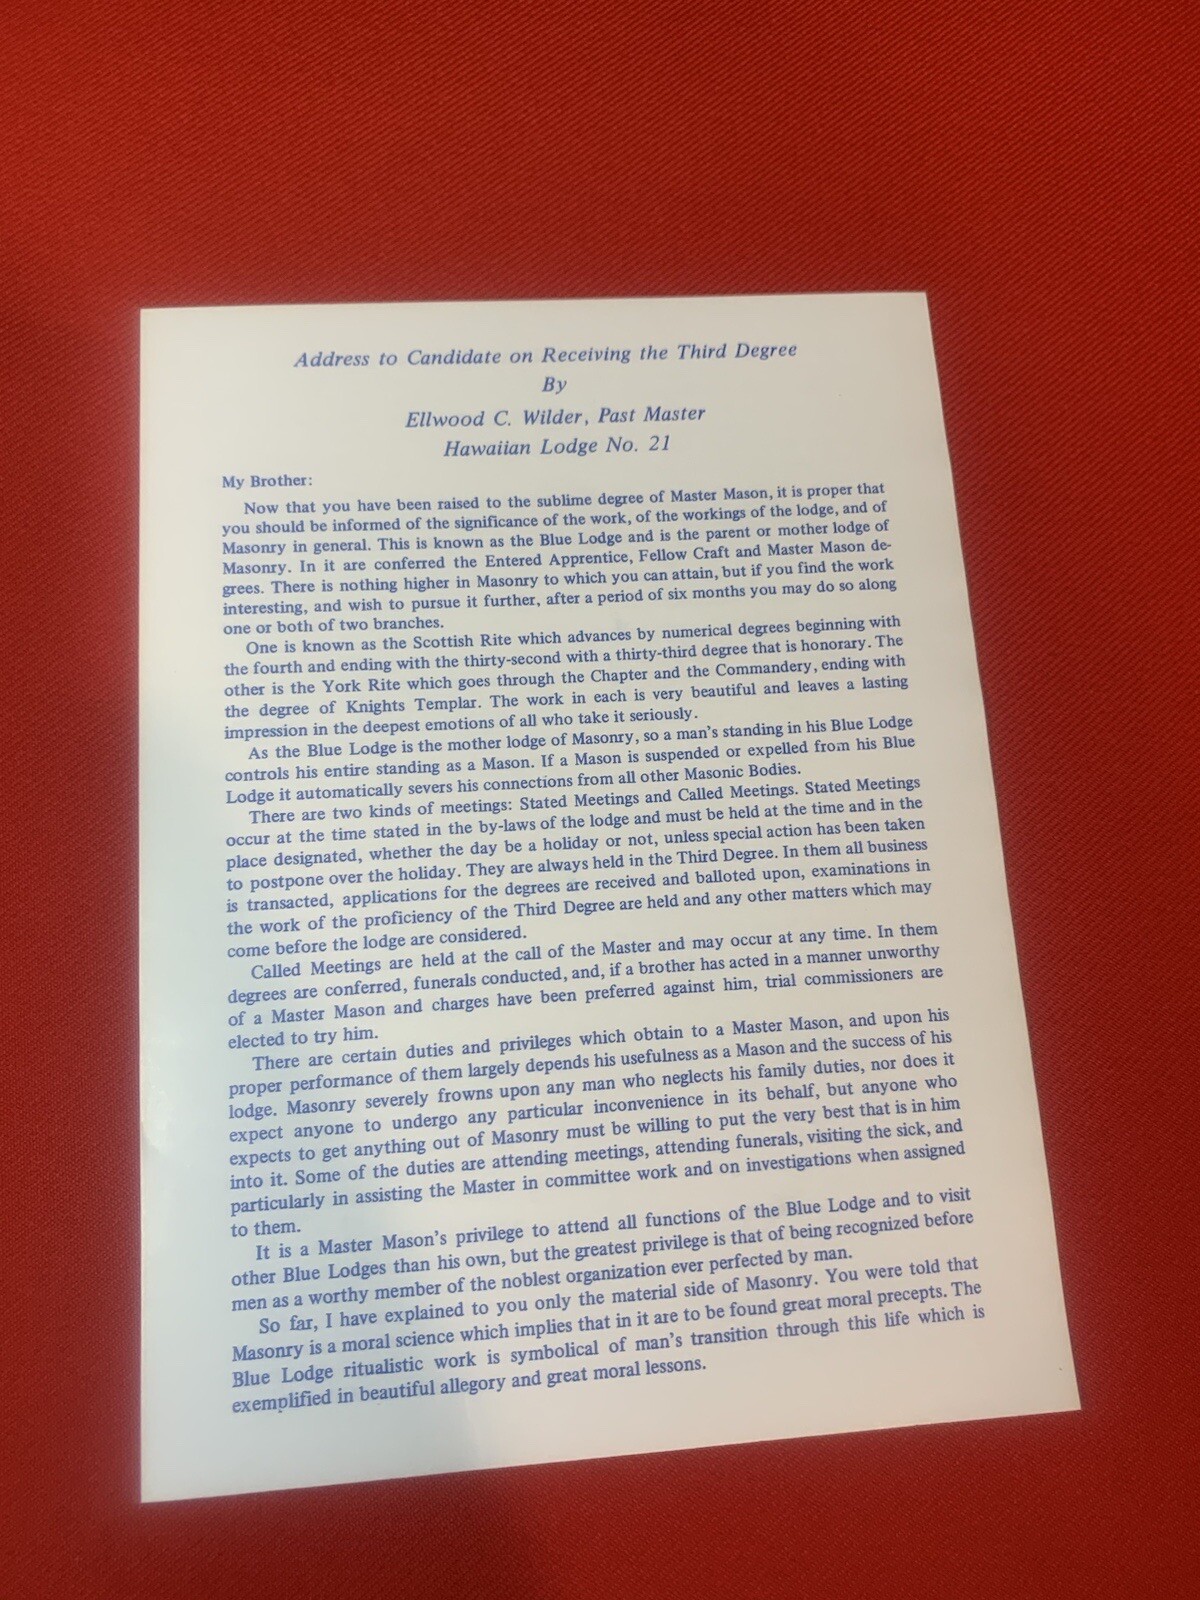 Address to Candidate on Receiving the Third Degree
By
Ellwood C. Wilder, Past Master
Hawaiian Lodge No. 21
My Brother:
Now that you have been raised to the sublime degree of Master Mason, it is proper that
you should be informed of the significance of the work, of the workings of the lodge, and of
Masonry in general. This is known as the Blue Lodge and is the parent or mother lodge of
Masonry. In it are conferred the Entered Apprentice, Fellow Craft and Master Mason de-
grees. There is nothing higher in Masonry to which you can attain, but if you find the work
interesting, and wish to pursue it further, after a period of six months you may do so along
one or both of two branches.
One is known as the Scottish Rite which advances by numerical degrees beginning with
the fourth and ending with the thirty-second with a thirty-third degree that is honorary. The
other is the York Rite which goes through the Chapter and the Commandery, ending with
the degree of Knights Templar. The work in each is very beautiful and leaves a lasting
impression in the deepest emotions of all who take it seriously.
As the Blue Lodge is the mother lodge of Masonry, so a man's standing in his Blue Lodge
controls his entire standing as a Mason. If a Mason is suspended or expelled from his Blue
Lodge it automatically severs his connections from all other Masonic Bodies.
There are two kinds of meetings: Stated Meetings and Called Meetings. Stated Meetings
occur at the time stated in the by-laws of the lodge and must be held at the time and in the
place designated, whether the day be a holiday or not, unless special action has been taken
to postpone over the holiday. They are always held in the Third Degree. In them all business
is transacted, applications for the degrees are received and balloted upon, examinations in
the work of the proficiency of the Third Degree are held and any other matters which may
come before the lodge are considered.
Called Meetings are held at the call of the Master and may occur at any time. In them
degrees are conferred, funerals conducted, and, if a brother has acted in a manner unworthy
of a Master Mason and charges have been preferred against him, trial commissioners are
elected to try him.
There are certain duties and privileges which obtain to a Master Mason, and upon his
proper performance of them largely depends his usefulness as a Mason and the success of his
lodge. Masonry severely frowns upon any man who neglects his family duties, nor does it
expect anyone to undergo any particular inconvenience in its behalf, but anyone who
expects to get anything out of Masonry must be willing to put the very best that is in him
into it. Some of the duties are attending meetings, attending funerals, visiting the sick, and
particularly in assisting the Master in committee work and on investigations when assigned
to them.
It is a Master Mason's privilege to attend all functions of the Blue Lodge and to visit
other Blue Lodges than his own, but the greatest privilege is that of being recognized before
men as a worthy member of the noblest organization ever perfected by man.
So far, I have explained to you only the material side of Masonry. You were told that
Masonry is a moral science which implies that in it are to be found great moral precepts. The
Blue Lodge ritualistic work is symbolical of man's transition through this life which is
exemplified in beautiful allegory and great moral lessons.